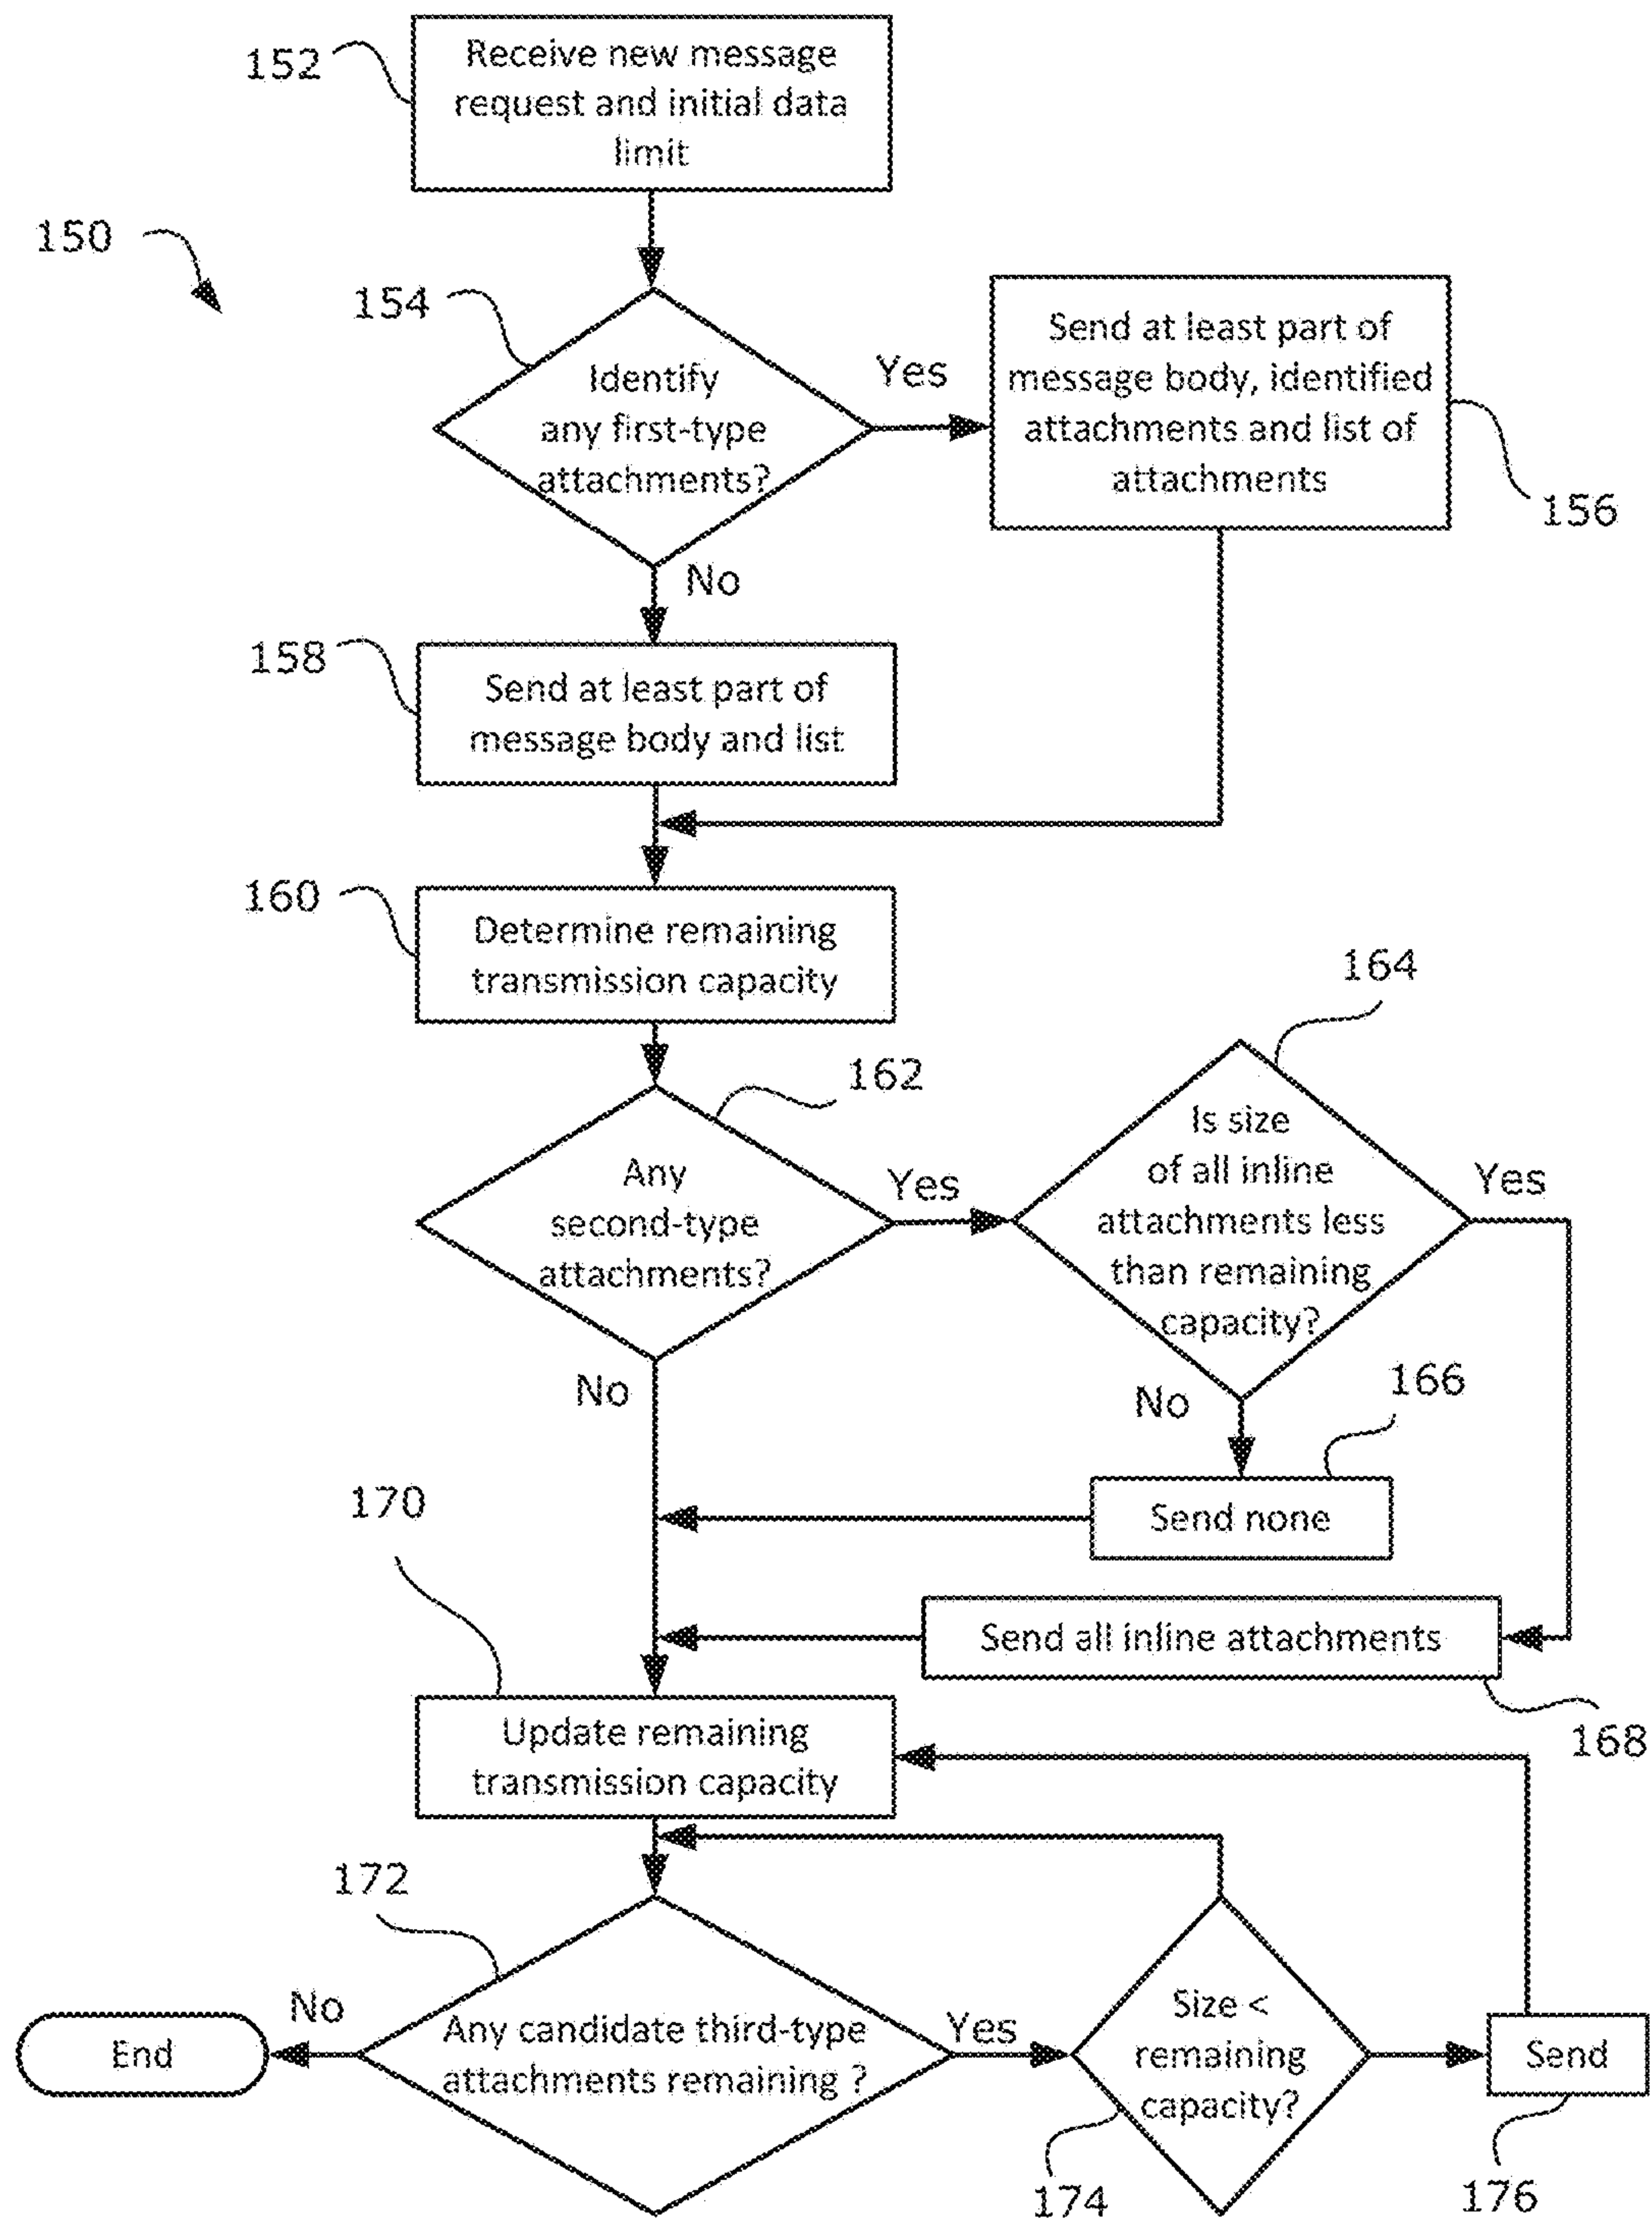 152
Receive new message
request and initial data
limit
150
154
Identify
any first-type
attachments?
Yes
Send at least part of
message body, identified
attachments and list of
attachments
156
No
158
Send at least part of
message body and list
160
Determine remaining
transmission capacity
162
Any
second-type
attachments?
Yes
164
Is size
of all inline
attachments less
than remaining
capacity?
Yes
No
No
166
Send none
170
Send all inline attachments
168
Update remaining
transmission capacity
172
Any candidate third-type
attachments remaining ?
No
End
Yes
Size <
remaining
capacity?
174
Send
176